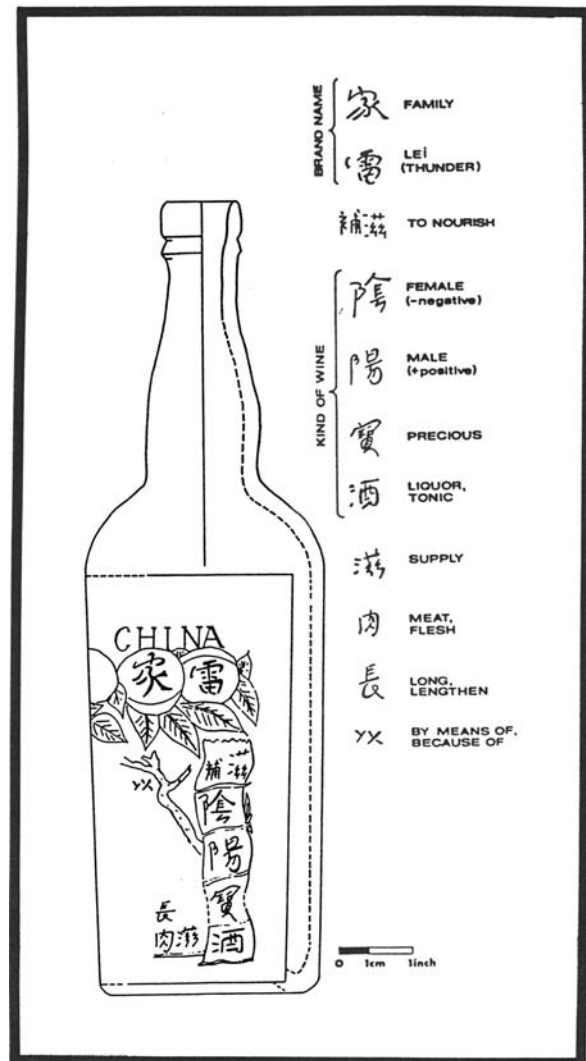 BRAND NAME
家 FAMILY
雷 LEi
(THUNDER)
補滋 TO NOURISH
KIND OF WINE
陰 FEMALE
(-negative)
陽 MALE
(+positive)
寶 PRECIOUS
酒 LIQUOR,
TONIC
滋 SUPPLY
肉 MEAT,
FLESH
長 LONG,
LENGTHEN
以 BY MEANS OF,
BECAUSE OF
CHINA
家 雷
補滋
以
陰
陽
寶
長
肉滋
酒
0 1cm 1inch